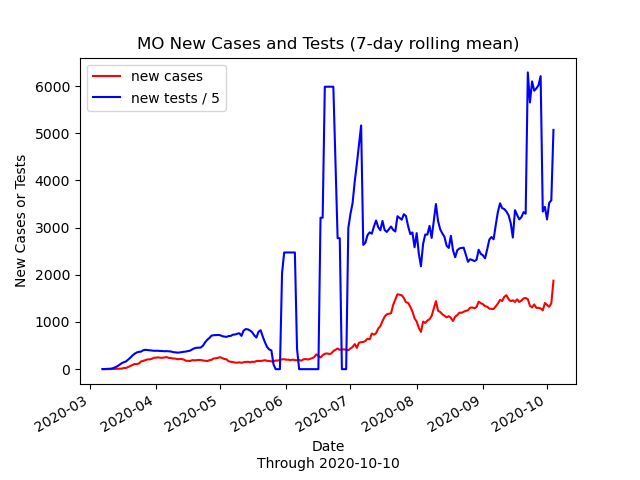 MO New Cases and Tests (7-day rolling mean)
new cases
new tests / 5
6000
5000
4000
3000
2000
1000
0
New Cases or Tests
2020-03
2020-04
2020-05
2020-06
2020-07
2020-08
2020-09
2020-10
Date
Through 2020-10-10